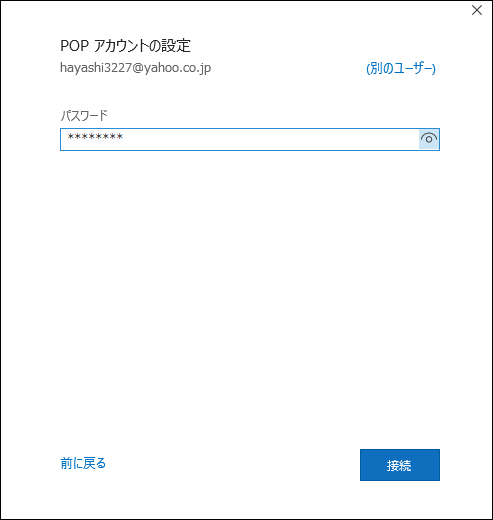 POP アカウントの設定
hayashi3227@yahoo.co.jp
(別のユーザー)
パスワード
********
前に戻る
接続